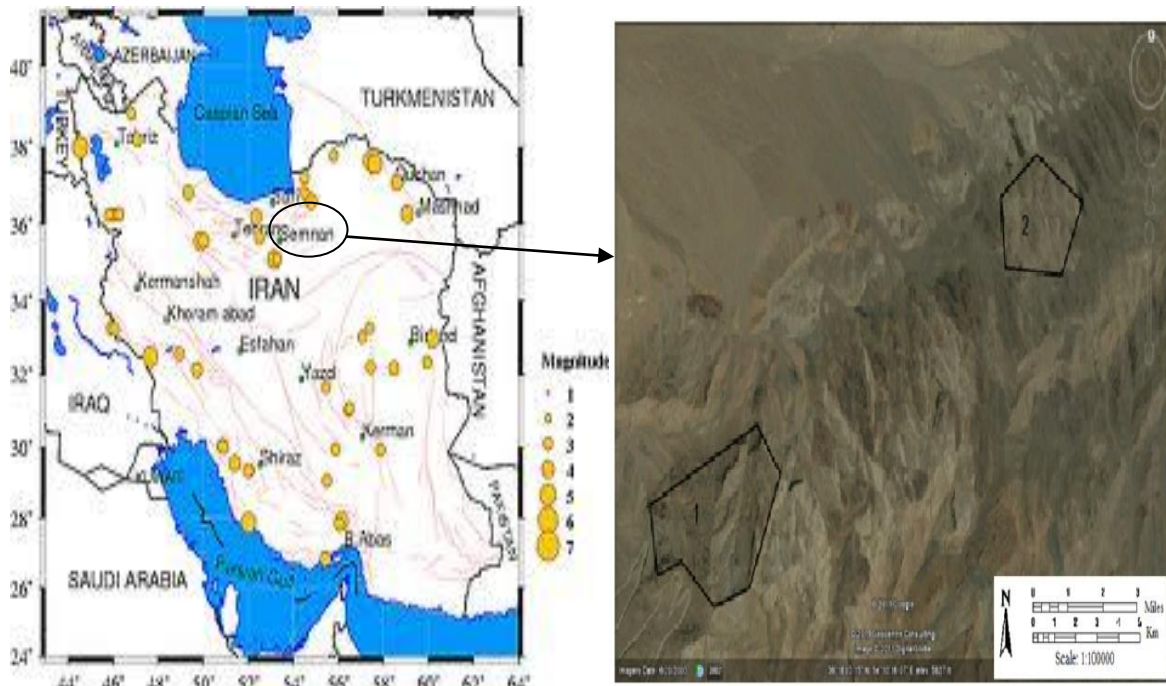 40°
38°
36°
34°
32°
30°
28°
26°
24°
44°
46°
50°
52°
54°
56°
58°
60°
62°
64°
AZERBAIJAN
TURKEY
Caspian Sea
TURKMENISTAN
Tabriz
Quchan
Mashhad
Semnan
IRAN
AFGHANISTAN
Kermanshah
Khoram abad
Esfahan
Birjand
Yazd
IRAQ
Kerman
Shiraz
KUWAIT
PAKISTAN
B.Abas
SAUDI ARABIA
Persian Gulf
Magnitude
1
2
3
4
5
6
7
2
1
N
0 1 2 3
Miles
0 1 2 3 4 5
Km
Scale: 1:100000